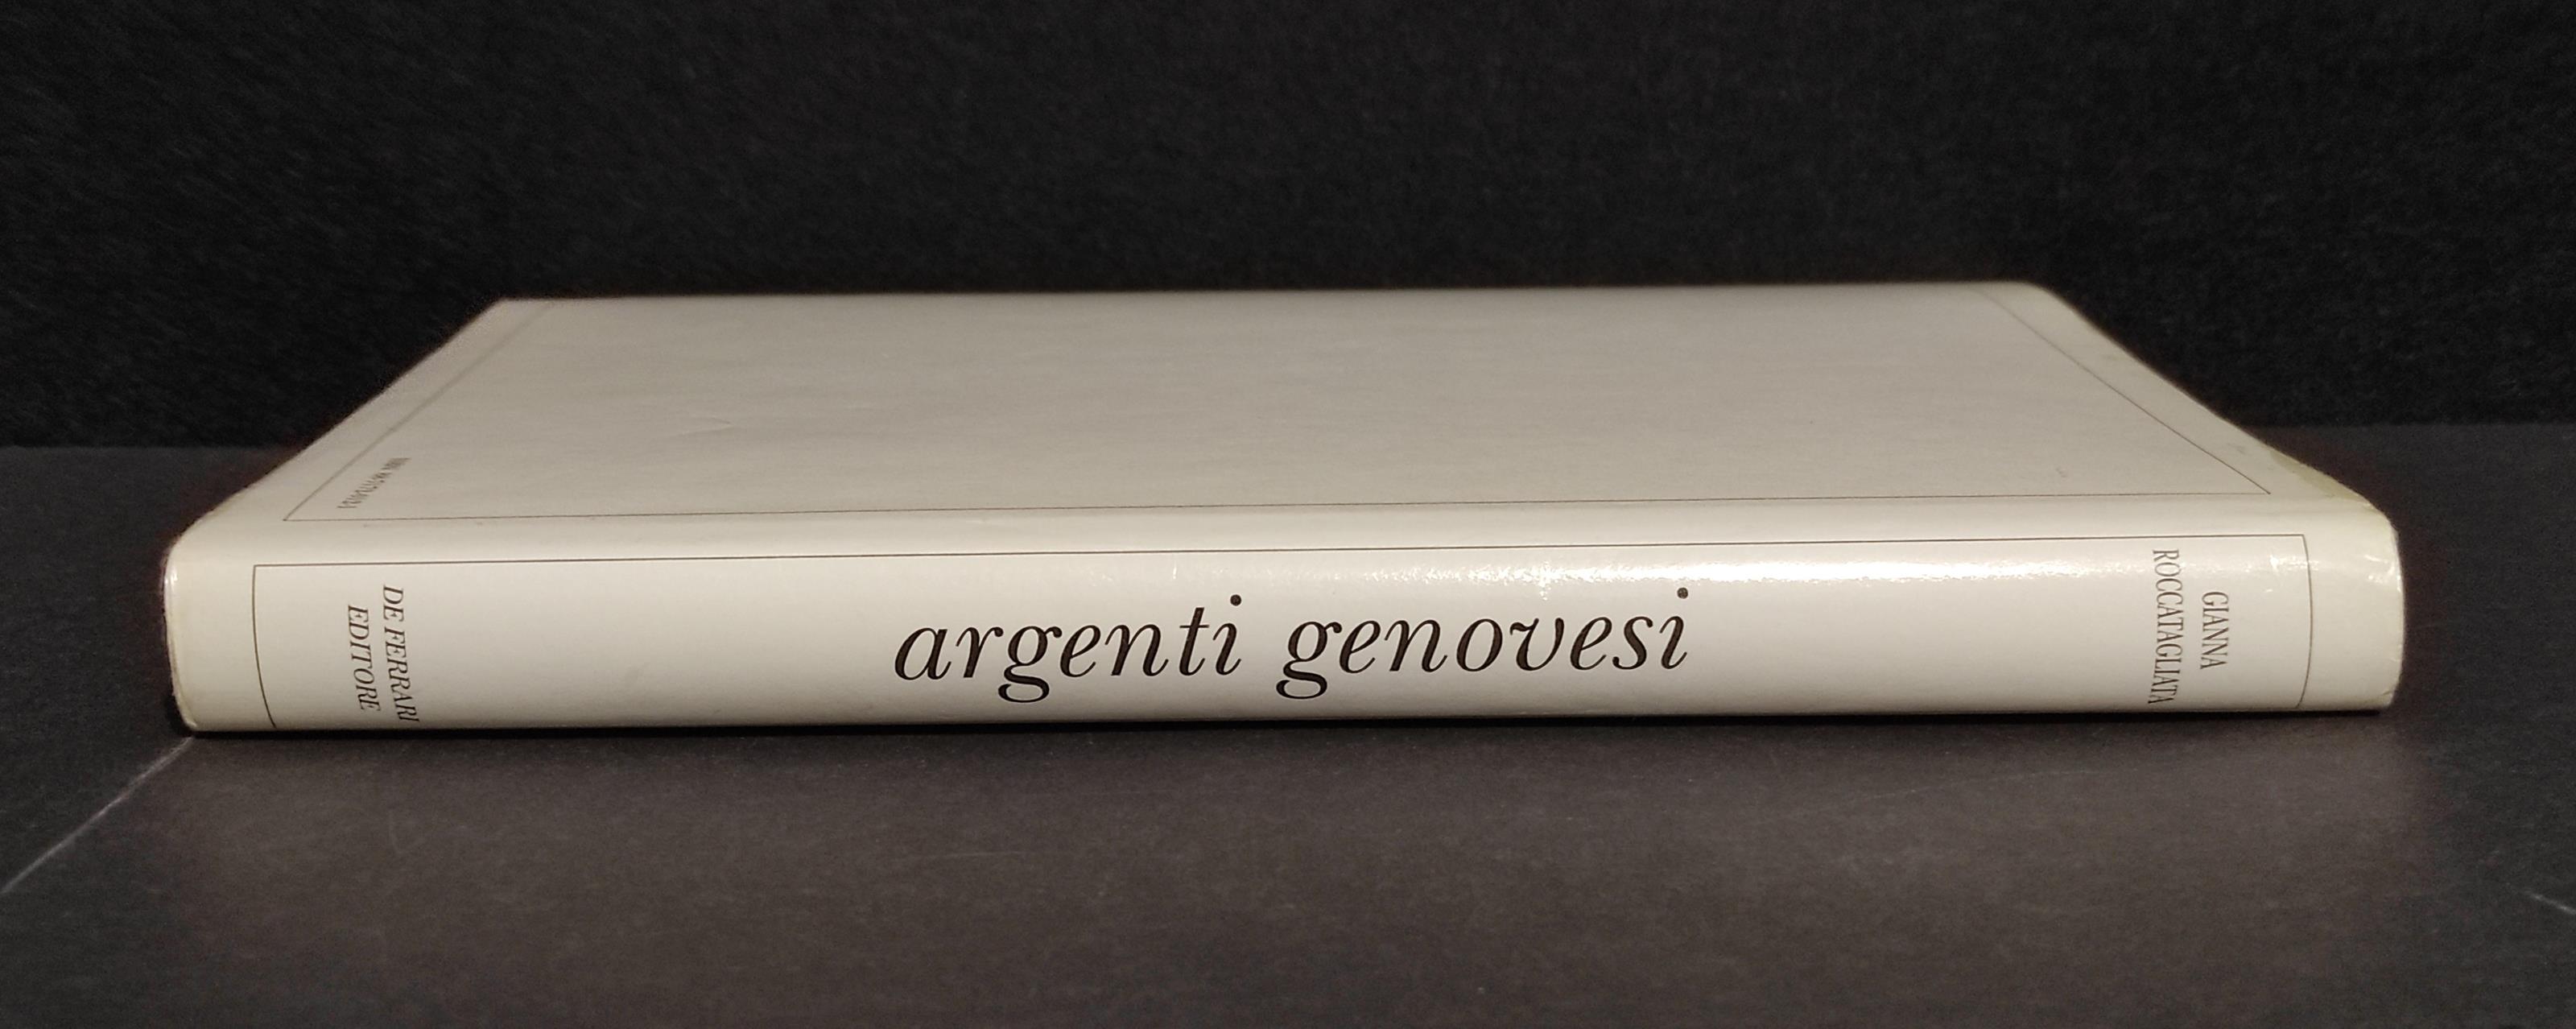 GIANNA
ROCCATAGLIATA
argenti genovesi
DE FERRARI
EDITORE